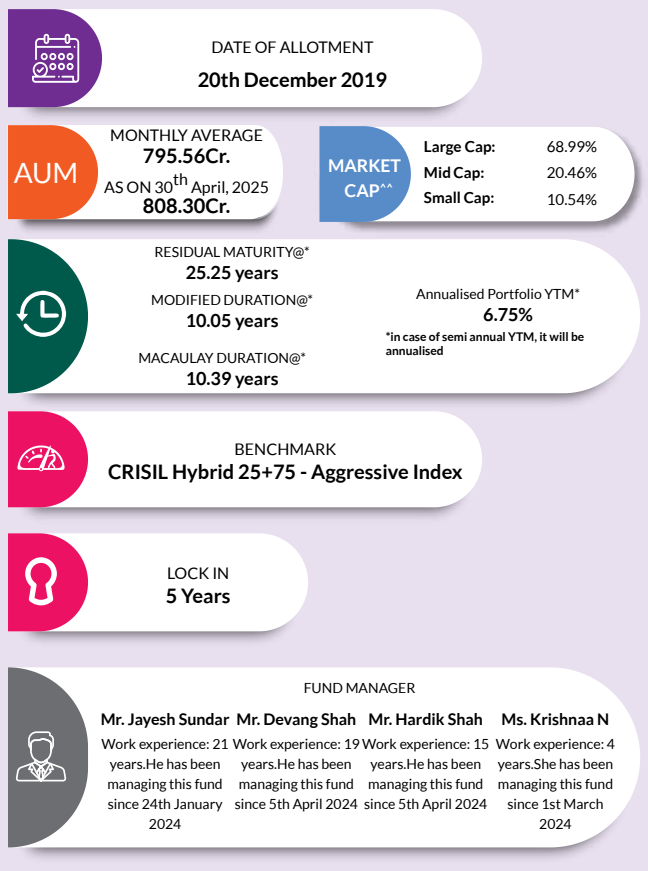 DATE OF ALLOTMENT
20th December 2019
AUM
MONTHLY AVERAGE
795.56Cr.
AS ON 30th April, 2025
808.30Cr.
MARKET
CAP^^
Large Cap: 68.99%
Mid Cap: 20.46%
Small Cap: 10.54%
RESIDUAL MATURITY@*
25.25 years
MODIFIED DURATION@*
10.05 years
MACAULAY DURATION@*
10.39 years
Annualised Portfolio YTM*
6.75%
*in case of semi annual YTM, it will be
annualised
BENCHMARK
CRISIL Hybrid 25+75 - Aggressive Index
LOCK IN
5 Years
FUND MANAGER
Mr. Jayesh Sundar
Work experience: 21
years.He has been
managing this fund
since 24th January
2024
Mr. Devang Shah
Work experience: 19
years.He has been
managing this fund
since 5th April 2024
Mr. Hardik Shah
Work experience: 15
years.He has been
managing this fund
since 5th April 2024
Ms. Krishnaa N
Work experience: 4
years.She has been
managing this fund
since 1st March
2024